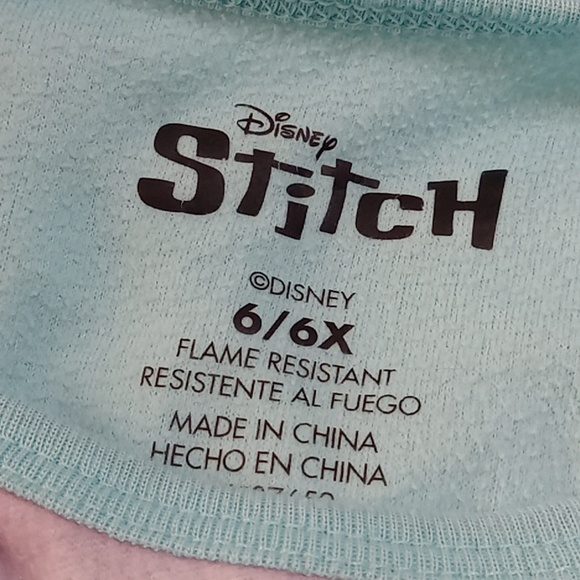 Disney
Stitch
©DISNEY
6/6X
FLAME RESISTANT
RESISTENTE AL FUEGO
MADE IN CHINA
HECHO EN CHINA